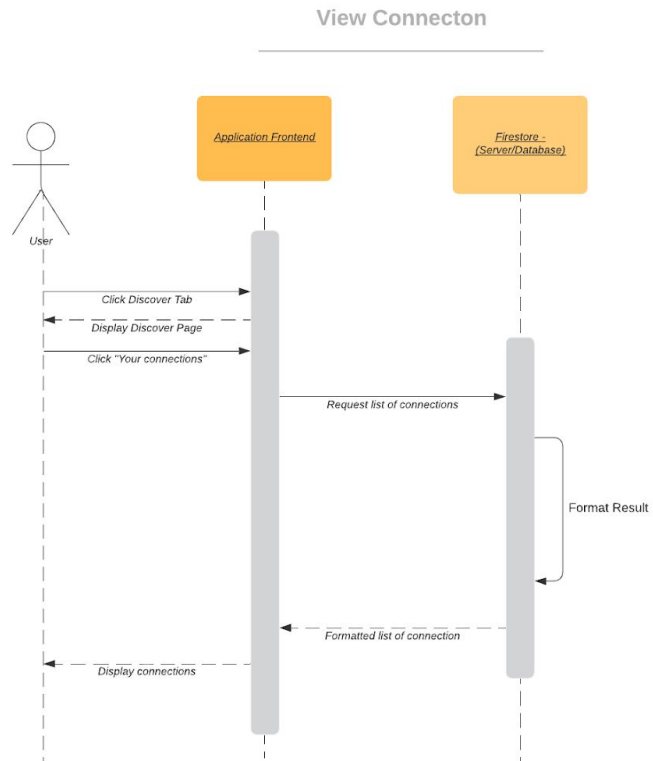 View Connecton
Application Frontend
Firestore -
(Server/Database)
User
Click Discover Tab
Display Discover Page
Click "Your connections"
Request list of connections
Format Result
Formatted list of connection
Display connections